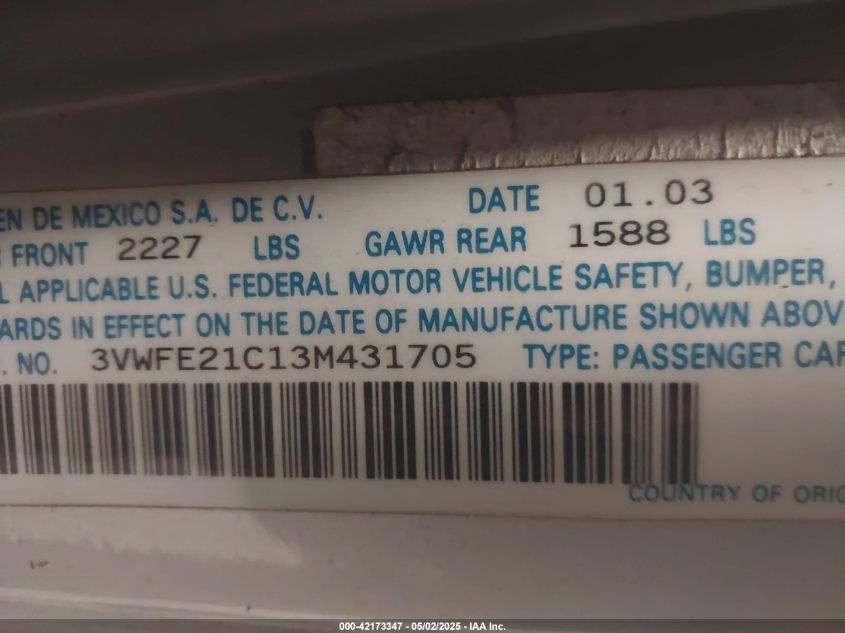 EN DE MEXICO S.A. DE C.V. DATE 01.03
FRONT 2227 LBS GAWR REAR 1588 LBS
L APPLICABLE U.S. FEDERAL MOTOR VEHICLE SAFETY, BUMPER,
ARDS IN EFFECT ON THE DATE OF MANUFACTURE SHOWN ABOV
. NO. 3VWFE21C13M431705 TYPE: PASSENGER CAR
COUNTRY OF ORIG
000-42173347 - 05/02/2025 - IAA Inc.